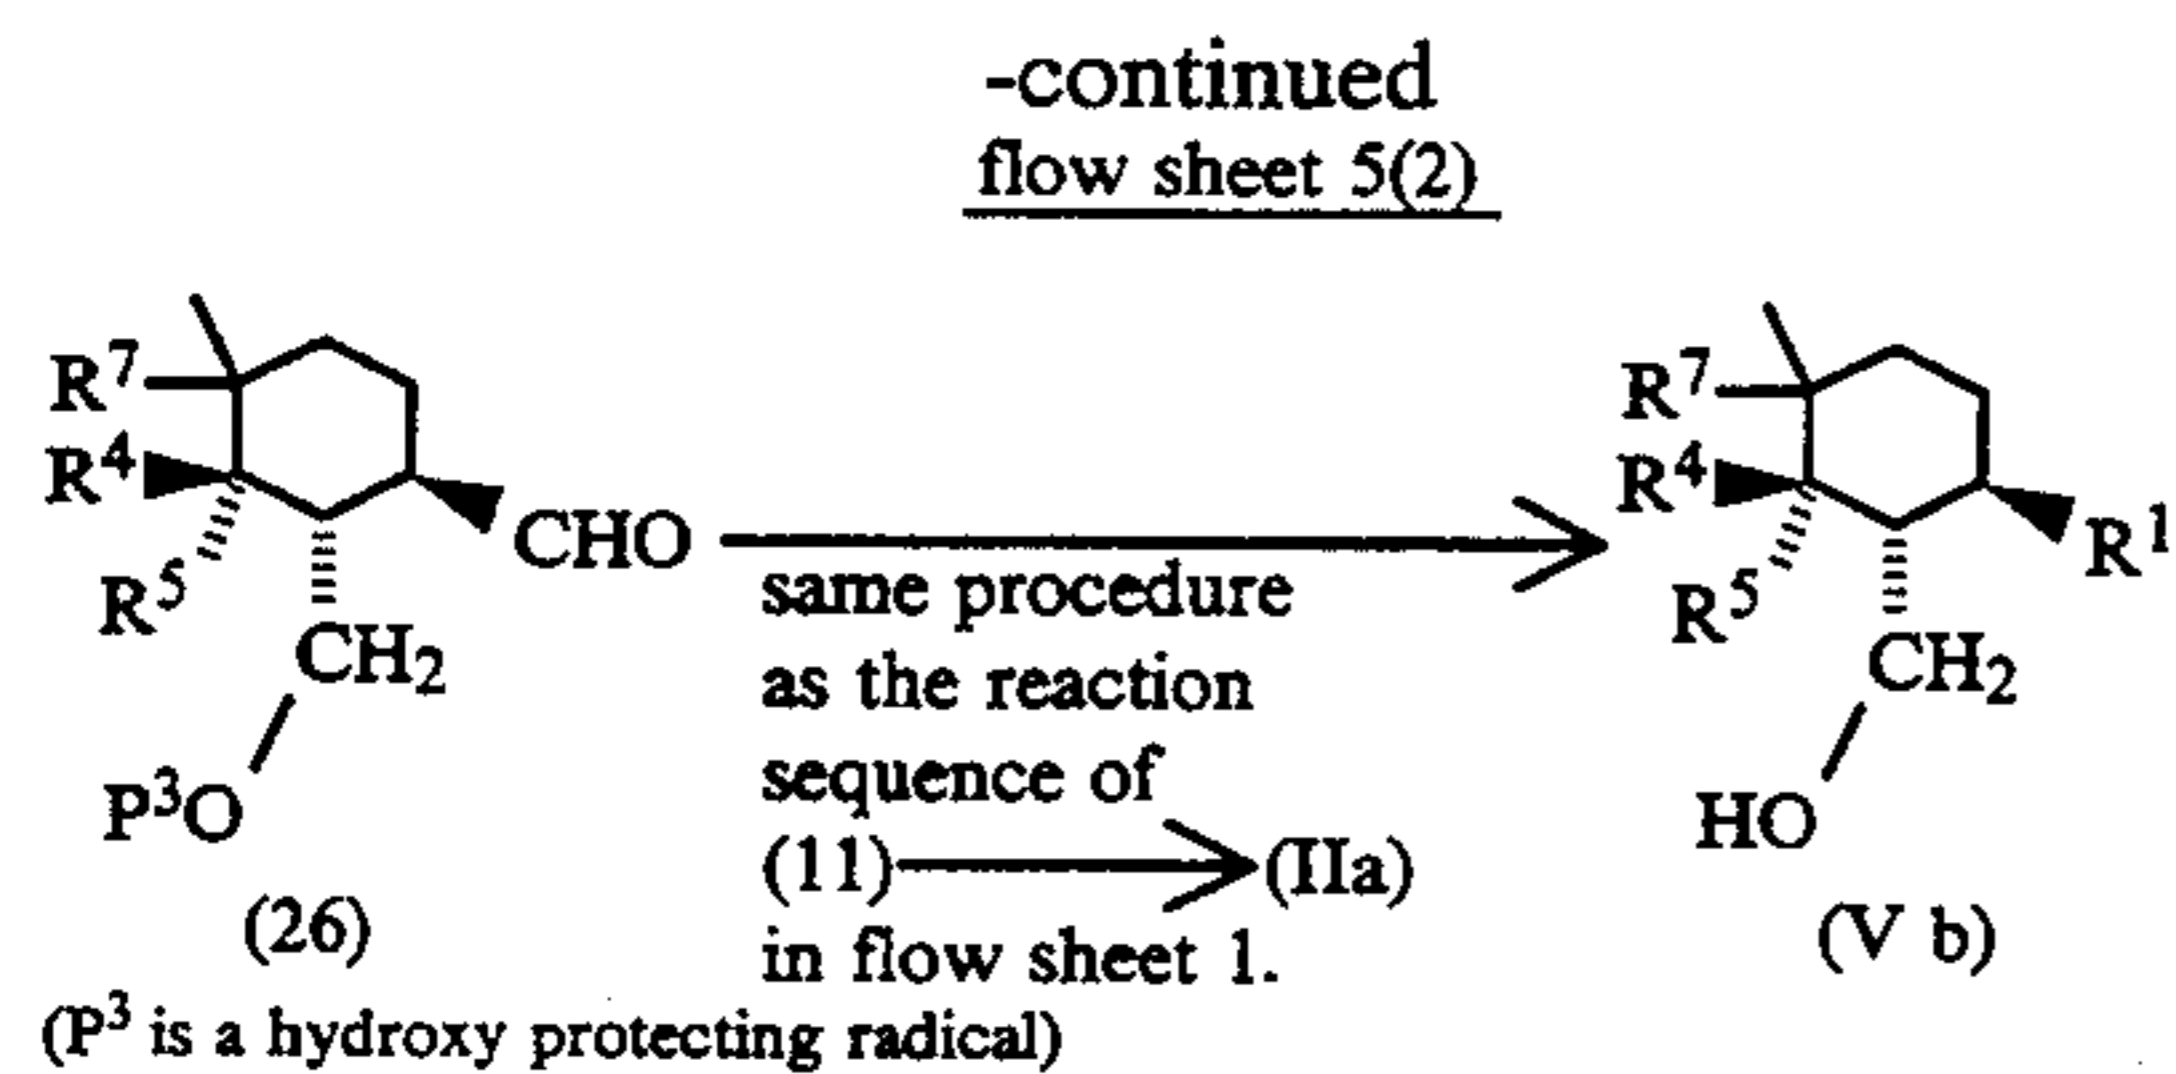 -continued
flow sheet 5(2)
R7
R4
R5
CHO
CH2
P3O
(26)
(P3 is a hydroxy protecting radical)
same procedure
as the reaction
sequence of
(11) → (IIa)
in flow sheet 1.
R7
R4
R5
R1
CH2
HO
(V b)